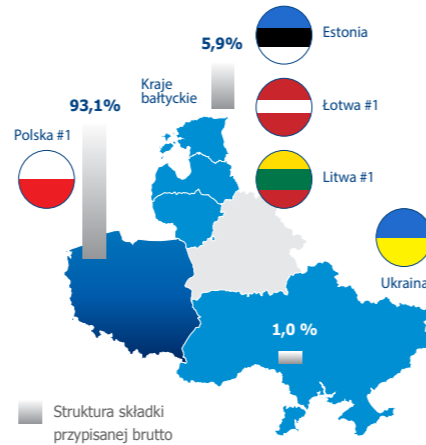 5,9%
Estonia
93,1%
Kraje
bałtyckie
Łotwa #1
Polska #1
Litwa #1
Ukraina
1,0 %
Struktura składki
przypisanej brutto